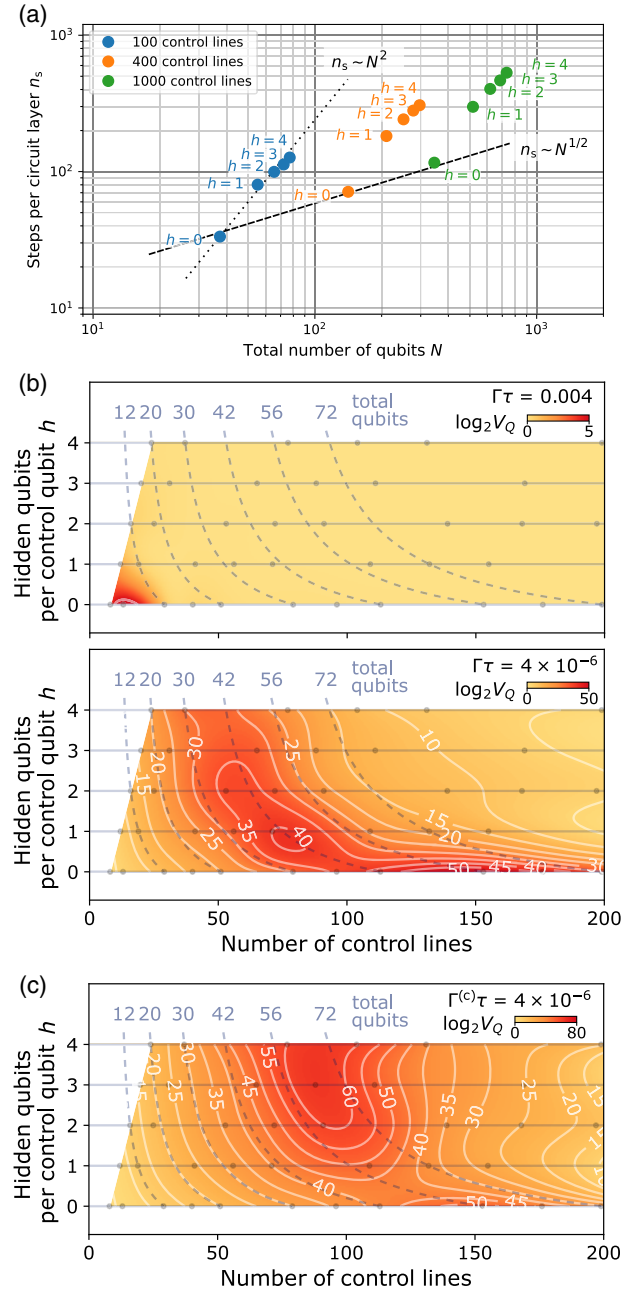 (a)
10³
10²
10¹
Steps per circuit layer nₛ
100 control lines
400 control lines
1000 control lines
nₛ ~ N²
nₛ ~ N^{1/2}
h = 4
h = 3
h = 2
h = 1
h = 0
h = 4
h = 3
h = 2
h = 1
h = 0
h = 4
h = 3
h = 2
h = 1
h = 0
10¹ 10² 10³
Total number of qubits N
(b)
12 20 30 42 56 72 total qubits
Γτ = 0.004
log₂V_Q
0 5
Hidden qubits
per control qubit h
4
3
2
1
0
12 20 30 42 56 72 total qubits
Γτ = 4 × 10⁻⁶
log₂V_Q
0 50
Hidden qubits
per control qubit h
4
3
2
1
0
15 20 30 25 35 40 25 10 15 20 50 45 30
0 50 100 150 200
Number of control lines
(c)
12 20 30 42 56 72 total qubits
Γ⁽ᶜ⁾τ = 4 × 10⁻⁶
log₂V_Q
0 80
Hidden qubits
per control qubit h
4
3
2
1
0
20 30 25 35 45 55 40 60 50 40 35 30 25 15 15 50 45
0 50 100 150 200
Number of control lines